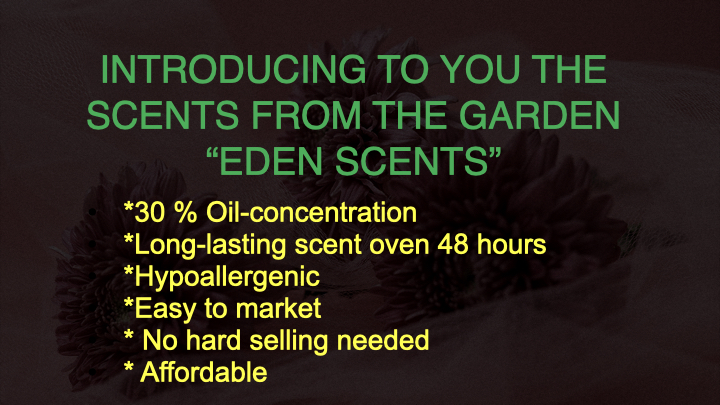 INTRODUCING TO YOU THE
SCENTS FROM THE GARDEN
“EDEN SCENTS”
*30 % Oil-concentration
*Long-lasting scent oven 48 hours
*Hypoallergenic
*Easy to market
* No hard selling needed
* Affordable